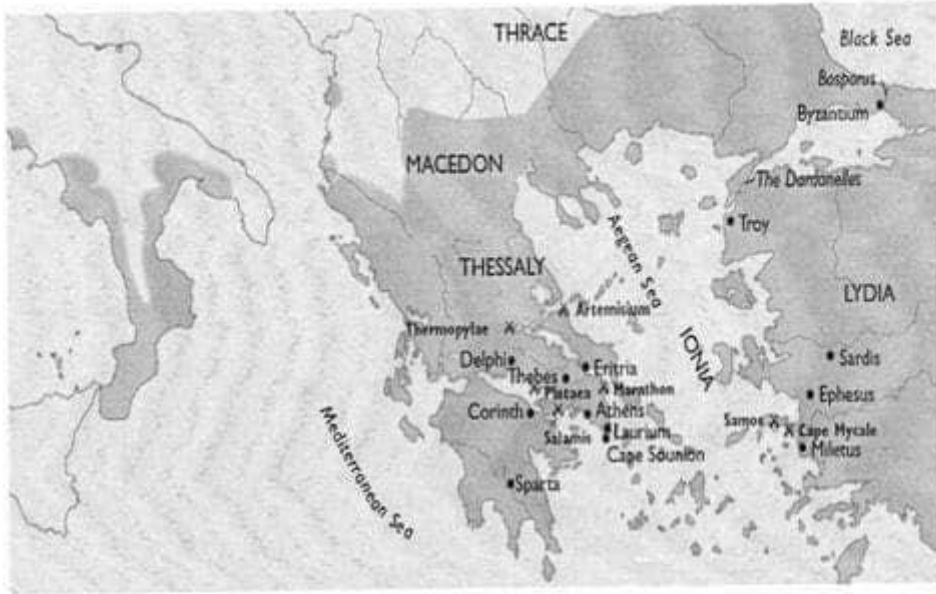 THRACE
Black Sea
Bosporus
Byzantium
MACEDON
The Dardanelles
Troy
Aegean Sea
THESSALY
LYDIA
Artemisium
Thermopylae
IONIA
Sardis
Delphi
Eritria
Thebes
Plataea
Marathon
Ephesus
Corinth
Athens
Samos
Cape Mycale
Salamis
Laurium
Miletus
Cape Sounion
Mediterranean Sea
Sparta